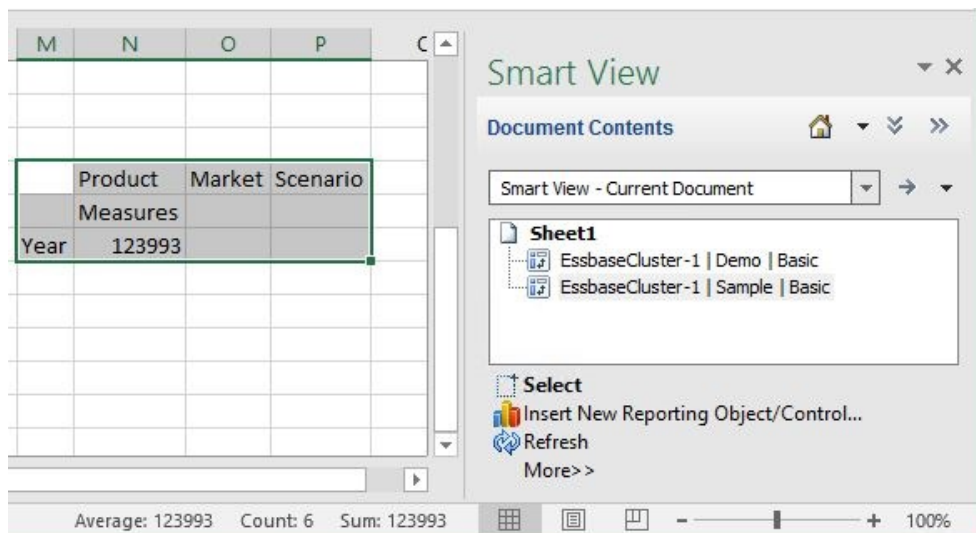 M N O P C
Product Market Scenario
Measures
Year 123993
Average: 123993 Count: 6 Sum: 123993
Smart View
Document Contents
Smart View - Current Document
Sheet1
EssbaseCluster-1 | Demo | Basic
EssbaseCluster-1 | Sample | Basic
Select
Insert New Reporting Object/Control...
Refresh
More>>
100%